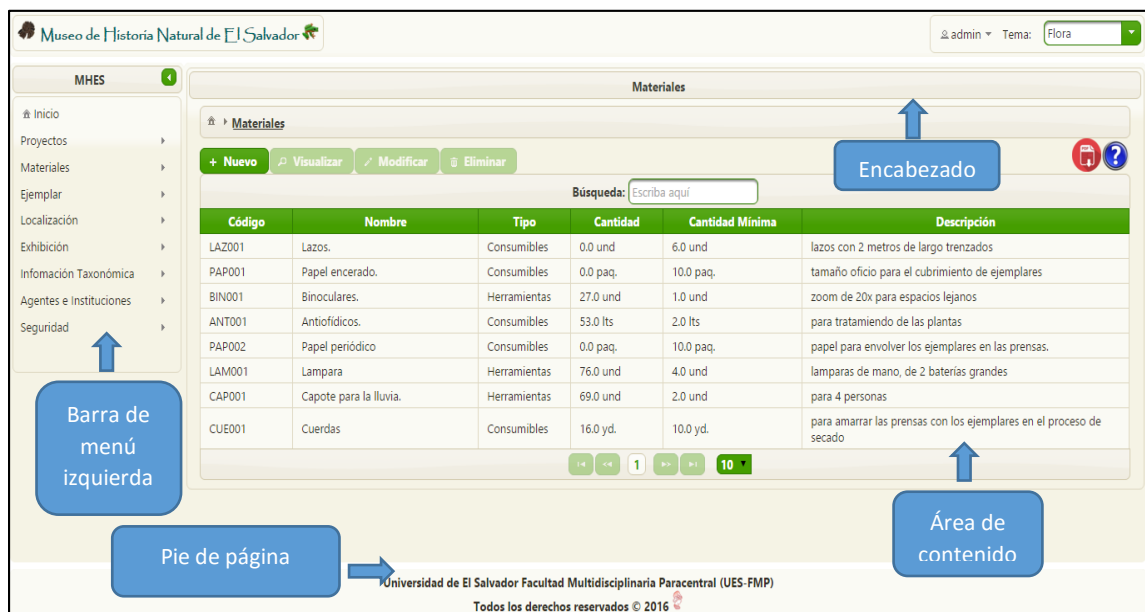 Museo de Historia Natural de El Salvador
admin Tema: Flora
MHES
Materiales
Inicio
Proyectos
Materiales
Ejemplar
Localización
Exhibición
Infomación Taxonómica
Agentes e Instituciones
Seguridad
Materiales
+ Nuevo Visualizar Modificar Eliminar
Encabezado
Búsqueda: Escriba aquí
Código Nombre Tipo Cantidad Cantidad Mínima Descripción
LAZ001 Lazos. Consumibles 0.0 und 6.0 und lazos con 2 metros de largo trenzados
PAP001 Papel encerado. Consumibles 0.0 paq. 10.0 paq. tamaño oficio para el cubrimiento de ejemplares
BIN001 Binoculares. Herramientas 27.0 und 1.0 und zoom de 20x para espacios lejanos
ANT001 Antiofídicos. Consumibles 53.0 lts 2.0 lts para tratamiendo de las plantas
PAP002 Papel periódico Consumibles 0.0 paq. 10.0 paq. papel para envolver los ejemplares en las prensas.
LAM001 Lampara Herramientas 76.0 und 4.0 und lamparas de mano, de 2 baterías grandes
CAP001 Capote para la lluvia. Herramientas 69.0 und 2.0 und para 4 personas
CUE001 Cuerdas Consumibles 16.0 yd. 10.0 yd. para amarrar las prensas con los ejemplares en el proceso de
secado
1 10
Barra de
menú
izquierda
Área de
contenido
Pie de página
Universidad de El Salvador Facultad Multidisciplinaria Paracentral (UES-FMP)
Todos los derechos reservados © 2016